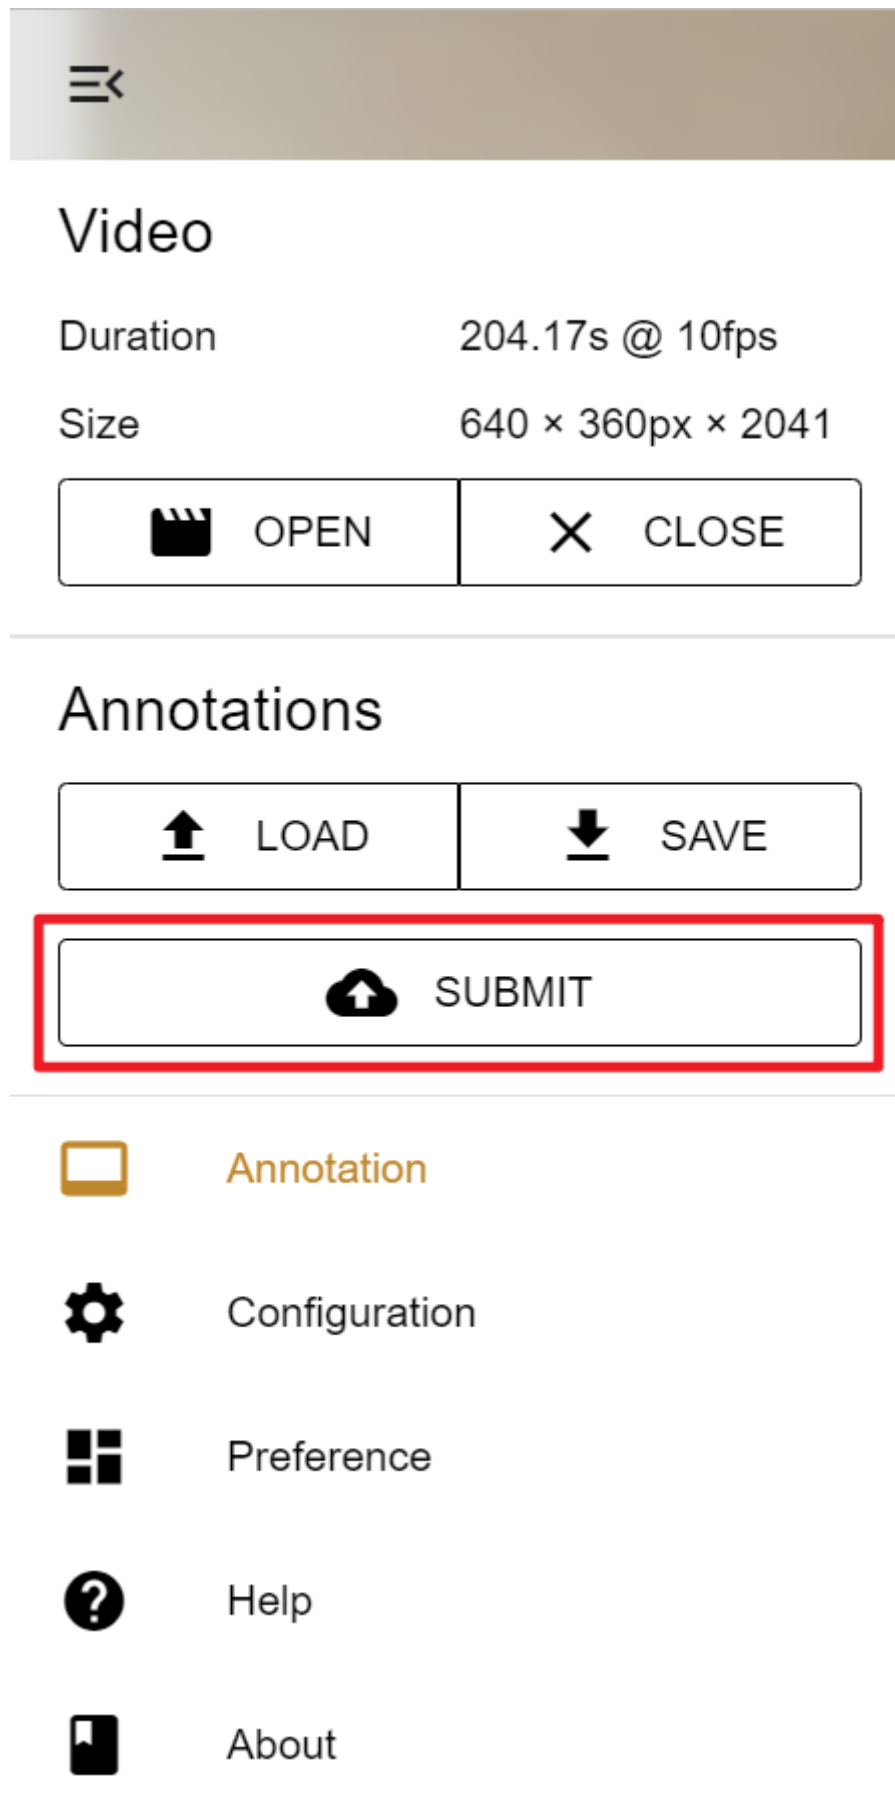 Video
Duration 204.17s @ 10fps
Size 640 × 360px × 2041
OPEN CLOSE
Annotations
LOAD SAVE
SUBMIT
Annotation
Configuration
Preference
Help
About